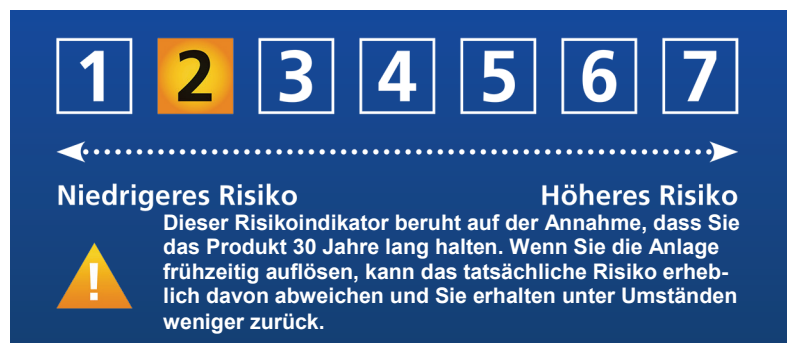 1 2 3 4 5 6 7
Niedrigeres Risiko Höheres Risiko
Dieser Risikoindikator beruht auf der Annahme, dass Sie
das Produkt 30 Jahre lang halten. Wenn Sie die Anlage
frühzeitig auflösen, kann das tatsächliche Risiko erheb-
lich davon abweichen und Sie erhalten unter Umständen
weniger zurück.
!